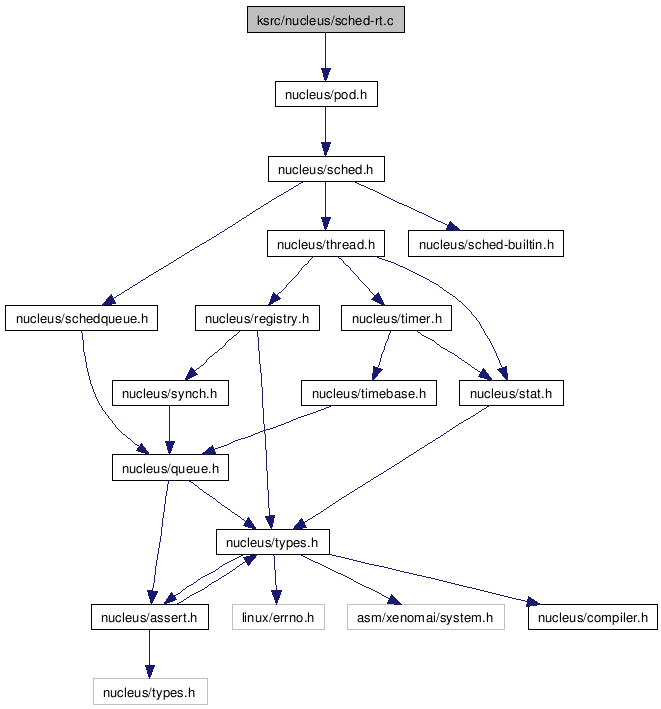 ksrc/nucleus/sched-rt.c
nucleus/pod.h
nucleus/sched.h
nucleus/thread.h
nucleus/sched-builtin.h
nucleus/schedqueue.h
nucleus/registry.h
nucleus/timer.h
nucleus/synch.h
nucleus/timebase.h
nucleus/stat.h
nucleus/queue.h
nucleus/types.h
nucleus/assert.h
linux/errno.h
asm/xenomai/system.h
nucleus/compiler.h
nucleus/types.h